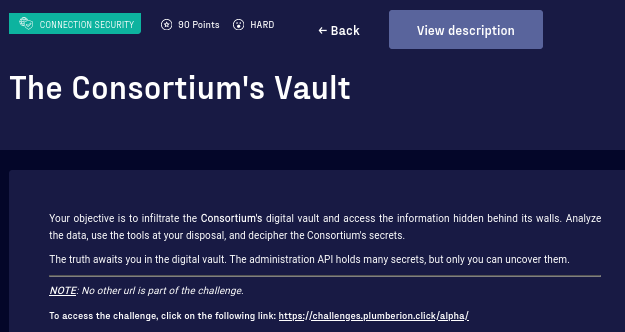 CONNECTION SECURITY 90 Points HARD ← Back View description
The Consortium's Vault
Your objective is to infiltrate the Consortium's digital vault and access the information hidden behind its walls. Analyze
the data, use the tools at your disposal, and decipher the Consortium's secrets.
The truth awaits you in the digital vault. The administration API holds many secrets, but only you can uncover them.
NOTE: No other url is part of the challenge.
To access the challenge, click on the following link: https://challenges.plumberion.click/alpha/